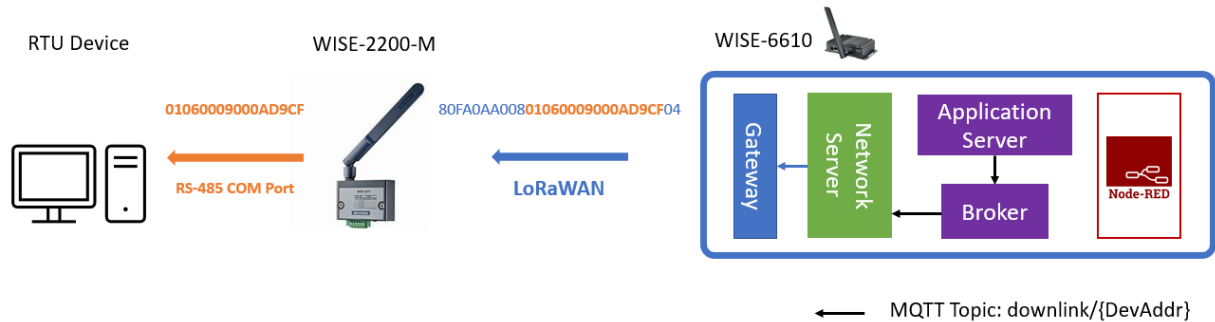 RTU Device
WISE-2200-M
WISE-6610
01060009000AD9CF
80FA0AA00801060009000AD9CF04
RS-485 COM Port
LoRaWAN
Gateway
Network
Server
Application
Server
Broker
Node-RED
MQTT Topic: downlink/{DevAddr}